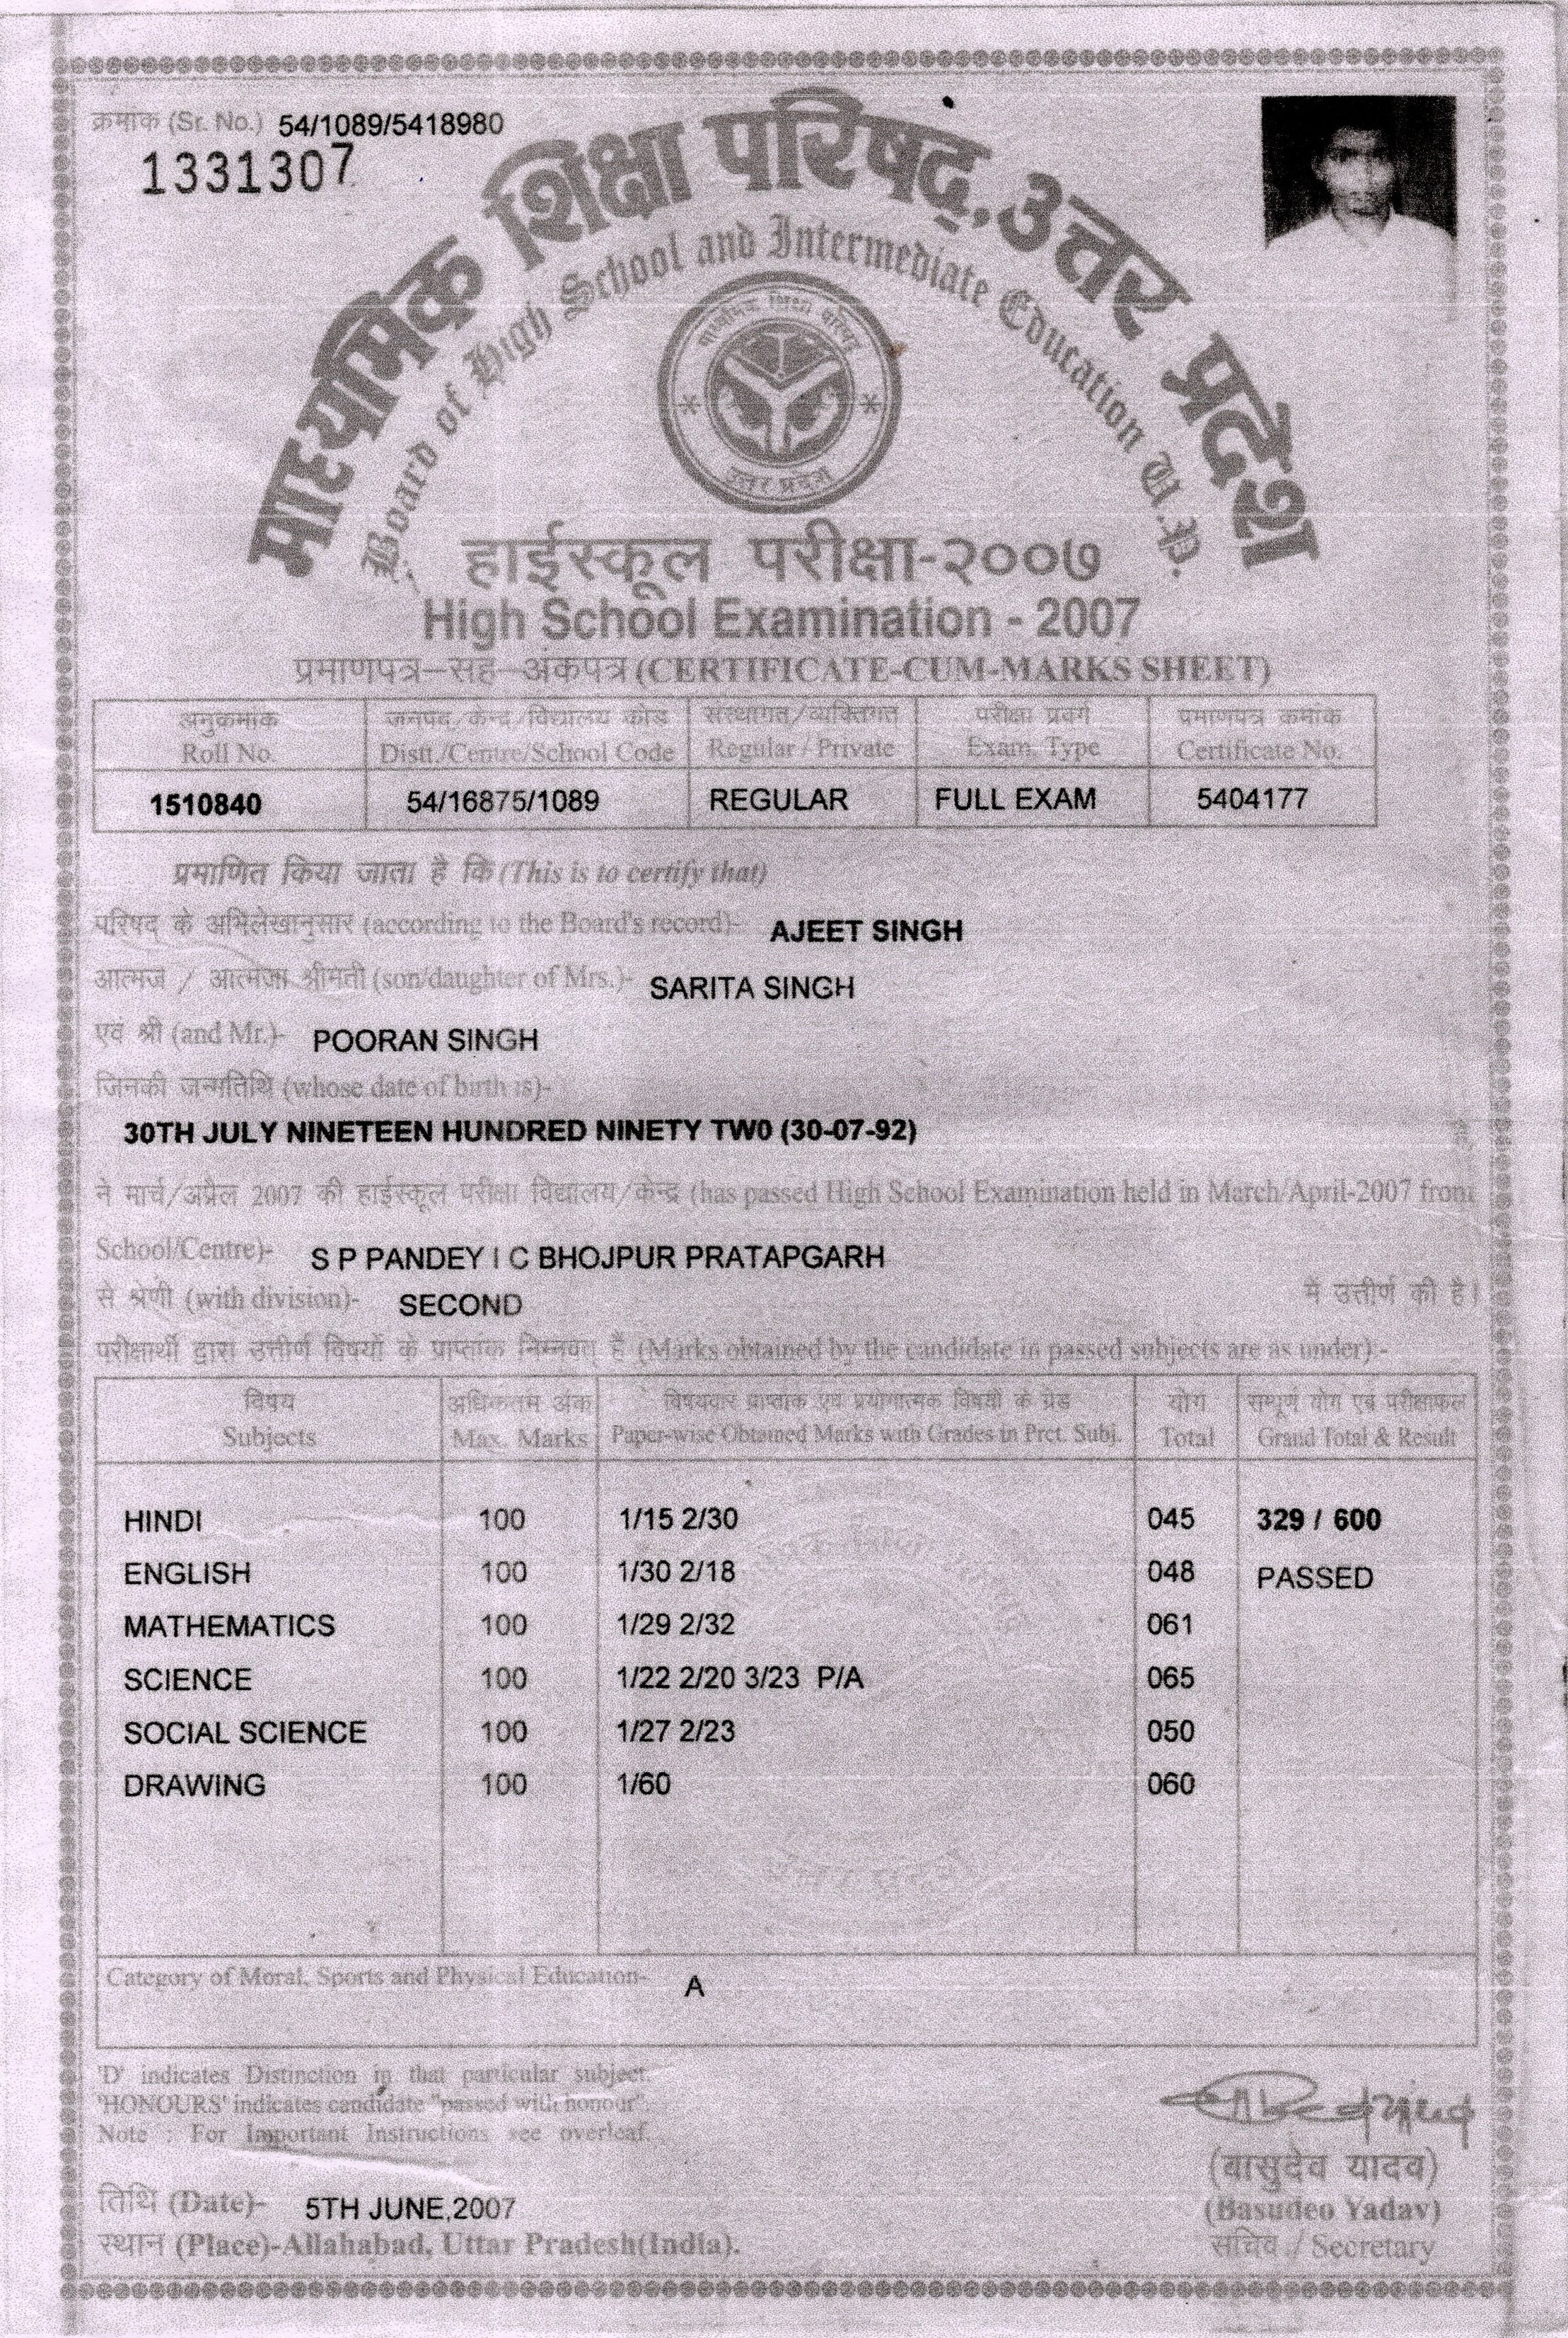 क्रमांक (Sr. No.) 54/1089/5418980
1331307
माध्यमिक शिक्षा परिषद्, उत्तर प्रदेश
Board of High School and Intermediate Education U.P.
माध्यमिक शिक्षा परिषद्
उत्तर प्रदेश
हाईस्कूल परीक्षा-२००७
High School Examination - 2007
प्रमाणपत्र-सह-अंकपत्र (CERTIFICATE-CUM-MARKS SHEET)
अनुक्रमांक जनपद/केन्द्र/विद्यालय कोड संस्थागत/व्यक्तिगत परीक्षा प्रवर्ग प्रमाणपत्र क्रमांक
Roll No. Distt./Centre/School Code Regular / Private Exam. Type Certificate No.
1510840 54/16875/1089 REGULAR FULL EXAM 5404177
प्रमाणित किया जाता है कि (This is to certify that)
परिषद् के अभिलेखानुसार (according to the Board's record)- AJEET SINGH
आत्मज / आत्मजा श्रीमती (son/daughter of Mrs.)- SARITA SINGH
एवं श्री (and Mr.)- POORAN SINGH
जिनकी जन्मतिथि (whose date of birth is)-
30TH JULY NINETEEN HUNDRED NINETY TW0 (30-07-92)
ने मार्च/अप्रैल 2007 की हाईस्कूल परीक्षा विद्यालय/केन्द्र (has passed High School Examination held in March/April-2007 from
School/Centre)- S P PANDEY I C BHOJPUR PRATAPGARH
से श्रेणी (with division)- SECOND में उत्तीर्ण की है।
परीक्षार्थी द्वारा उत्तीर्ण विषयों के प्राप्तांक निम्नवत् है (Marks obtained by the candidate in passed subjects are as under) -
विषय अधिकतम अंक विषयवार प्राप्तांक एवं प्रयोगात्मक विषयों के ग्रेड योग सम्पूर्ण योग एवं परीक्षाफल
Subjects Max. Marks Paper-wise Obtained Marks with Grades in Prct. Subj. Total Grand Total & Result
HINDI 100 1/15 2/30 045 329 / 600
ENGLISH 100 1/30 2/18 048 PASSED
MATHEMATICS 100 1/29 2/32 061
SCIENCE 100 1/22 2/20 3/23 P/A 065
SOCIAL SCIENCE 100 1/27 2/23 050
DRAWING 100 1/60 060
Category of Moral, Sports and Physical Education- A
'D' indicates Distinction in that particular subject.
'HONOURS' indicates candidate "passed with honour".
Note : For Important Instructions see overleaf.
(वासुदेव यादव)
तिथि (Date)- 5TH JUNE,2007 (Basudeo Yadav)
स्थान (Place)-Allahabad, Uttar Pradesh(India). सचिव / Secretary